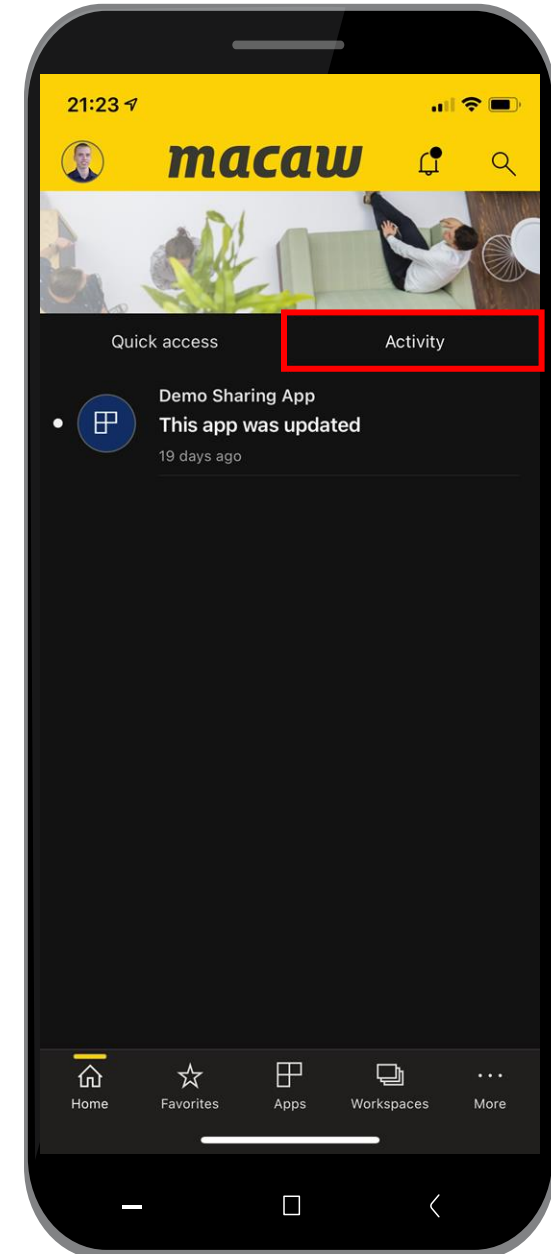 21:23
macaw
Quick access
Activity
Demo Sharing App
This app was updated
19 days ago
Home
Favorites
Apps
Workspaces
More